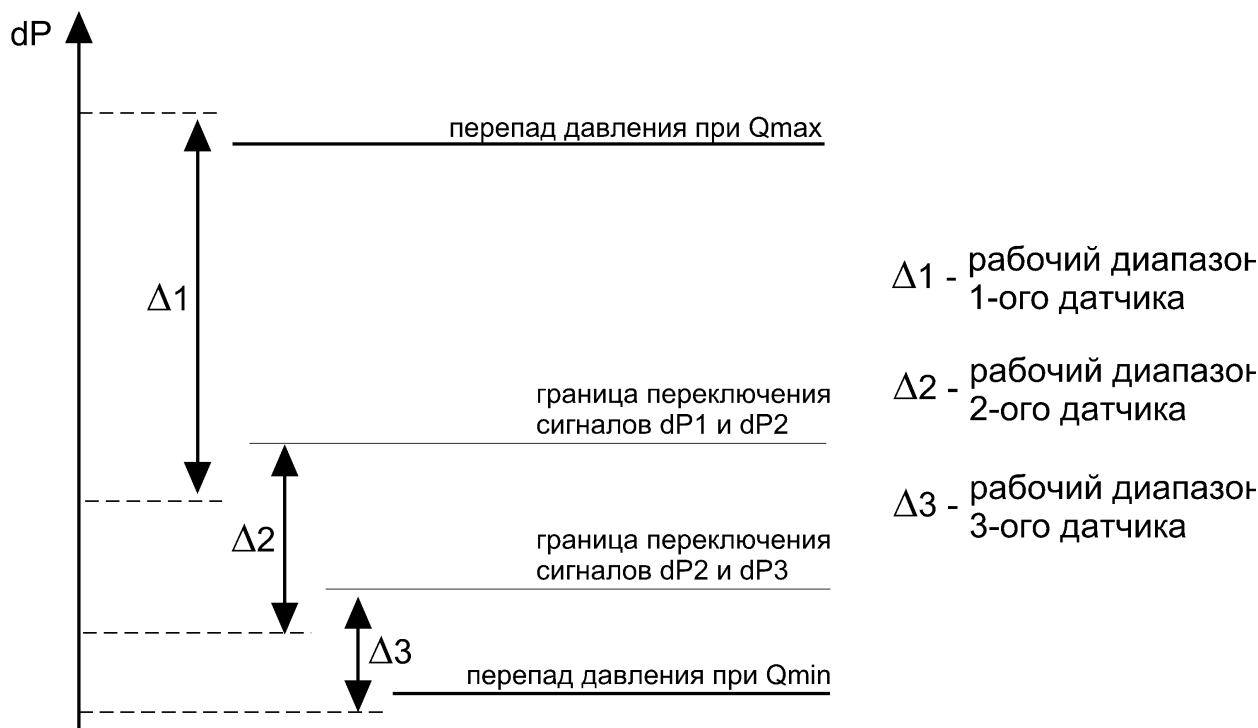 dP
перепад давления при Qmax
Δ1
Δ1 - рабочий диапазон
1-ого датчика
граница переключения
сигналов dP1 и dP2
Δ2 - рабочий диапазон
2-ого датчика
Δ2
граница переключения
сигналов dP2 и dP3
Δ3 - рабочий диапазон
3-ого датчика
Δ3
перепад давления при Qmin